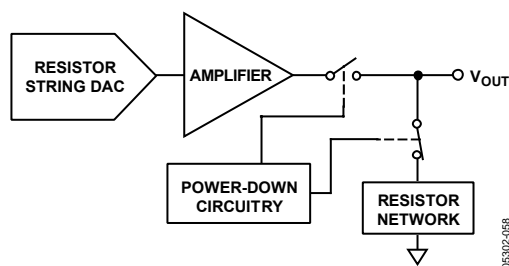 RESISTOR
STRING DAC
AMPLIFIER
VOUT
POWER-DOWN
CIRCUITRY
RESISTOR
NETWORK
05302-058